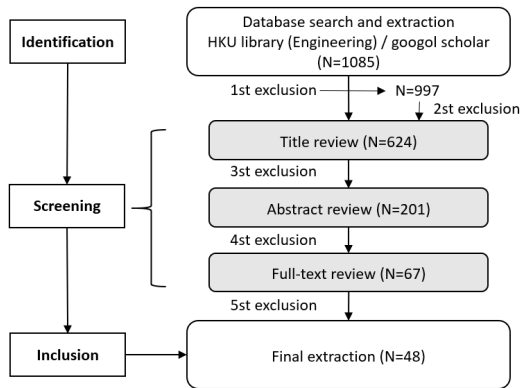 Identification
Database search and extraction
HKU library (Engineering) / googol scholar
(N=1085)
1st exclusion
N=997
2st exclusion
Title review (N=624)
3st exclusion
Screening
Abstract review (N=201)
4st exclusion
Full-text review (N=67)
5st exclusion
Inclusion
Final extraction (N=48)